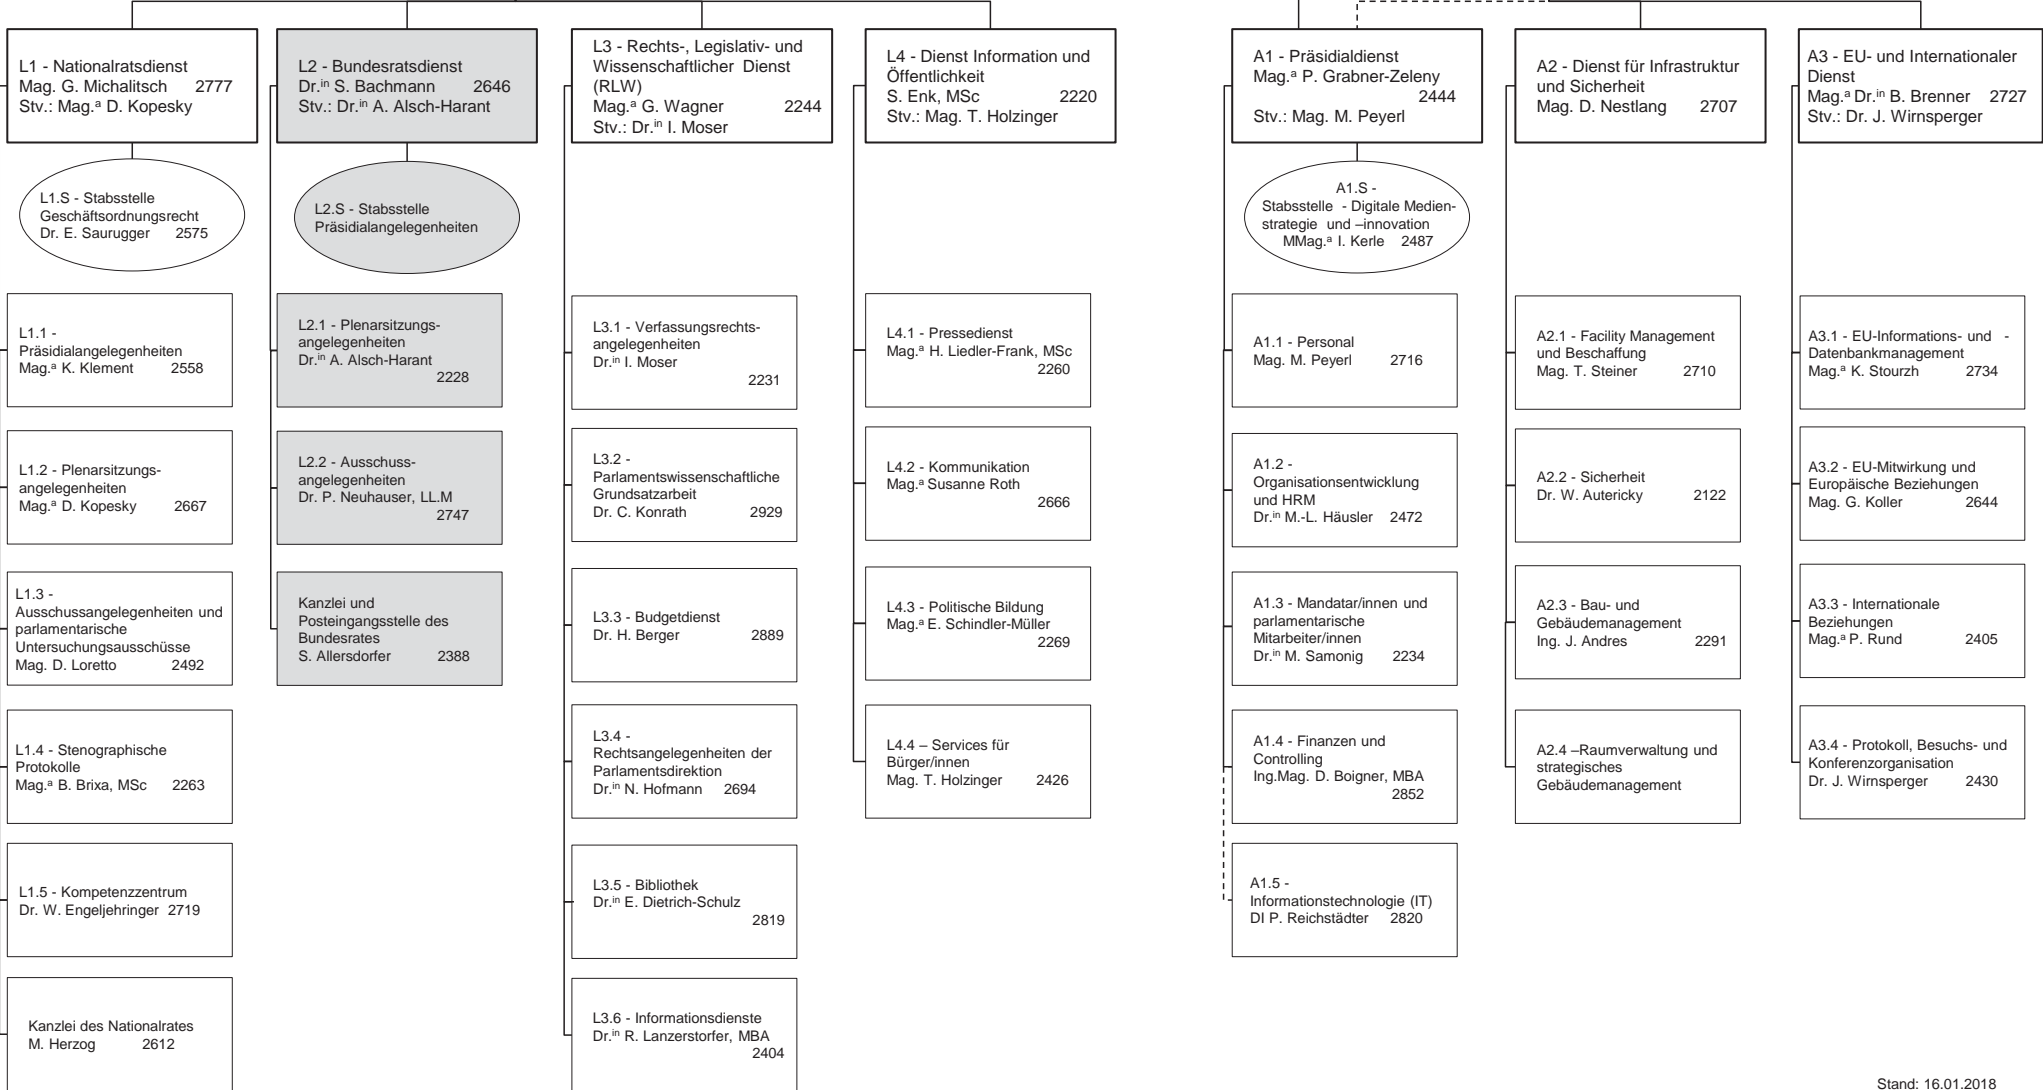 L1 - Nationalratsdienst
Mag. G. Michalitsch 2777
Stv.: Mag.ª D. Kopesky
L1.S - Stabsstelle
Geschäftsordnungsrecht
Dr. E. Saurugger 2575
L1.1 -
Präsidialangelegenheiten
Mag.ª K. Klement 2558
L1.2 - Plenarsitzungs-
angelegenheiten
Mag.ª D. Kopesky 2667
L1.3 -
Ausschussangelegenheiten und
parlamentarische
Untersuchungsausschüsse
Mag. D. Loretto 2492
L1.4 - Stenographische
Protokolle
Mag.ª B. Brixa, MSc 2263
L1.5 - Kompetenzzentrum
Dr. W. Engeljehringer 2719
Kanzlei des Nationalrates
M. Herzog 2612
L2 - Bundesratsdienst
Dr.ⁱⁿ S. Bachmann 2646
Stv.: Dr.ⁱⁿ A. Alsch-Harant
L2.S - Stabsstelle
Präsidialangelegenheiten
L2.1 - Plenarsitzungs-
angelegenheiten
Dr.ⁱⁿ A. Alsch-Harant
2228
L2.2 - Ausschuss-
angelegenheiten
Dr. P. Neuhauser, LL.M
2747
Kanzlei und
Posteingangsstelle des
Bundesrates
S. Allersdorfer 2388
L3 - Rechts-, Legislativ- und
Wissenschaftlicher Dienst
(RLW)
Mag.ª G. Wagner 2244
Stv.: Dr.ⁱⁿ I. Moser
L3.1 - Verfassungsrechts-
angelegenheiten
Dr.ⁱⁿ I. Moser
2231
L3.2 -
Parlamentswissenschaftliche
Grundsatzarbeit
Dr. C. Konrath 2929
L3.3 - Budgetdienst
Dr. H. Berger 2889
L3.4 -
Rechtsangelegenheiten der
Parlamentsdirektion
Dr.ⁱⁿ N. Hofmann 2694
L3.5 - Bibliothek
Dr.ⁱⁿ E. Dietrich-Schulz
2819
L3.6 - Informationsdienste
Dr.ⁱⁿ R. Lanzerstorfer, MBA
2404
L4 - Dienst Information und
Öffentlichkeit
S. Enk, MSc 2220
Stv.: Mag. T. Holzinger
L4.1 - Pressedienst
Mag.ª H. Liedler-Frank, MSc
2260
L4.2 - Kommunikation
Mag.ª Susanne Roth
2666
L4.3 - Politische Bildung
Mag.ª E. Schindler-Müller
2269
L4.4 – Services für
Bürger/innen
Mag. T. Holzinger 2426
A1 - Präsidialdienst
Mag.ª P. Grabner-Zeleny
2444
Stv.: Mag. M. Peyerl
A1.S -
Stabsstelle - Digitale Medien-
strategie und –innovation
MMag.ª I. Kerle 2487
A1.1 - Personal
Mag. M. Peyerl 2716
A1.2 -
Organisationsentwicklung
und HRM
Dr.ⁱⁿ M.-L. Häusler 2472
A1.3 - Mandatar/innen und
parlamentarische
Mitarbeiter/innen
Dr.ⁱⁿ M. Samonig 2234
A1.4 - Finanzen und
Controlling
Ing.Mag. D. Boigner, MBA
2852
A1.5 -
Informationstechnologie (IT)
DI P. Reichstädter 2820
A2 - Dienst für Infrastruktur
und Sicherheit
Mag. D. Nestlang 2707
A2.1 - Facility Management
und Beschaffung
Mag. T. Steiner 2710
A2.2 - Sicherheit
Dr. W. Autericky 2122
A2.3 - Bau- und
Gebäudemanagement
Ing. J. Andres 2291
A2.4 –Raumverwaltung und
strategisches
Gebäudemanagement
A3 - EU- und Internationaler
Dienst
Mag.ª Dr.ⁱⁿ B. Brenner 2727
Stv.: Dr. J. Wirnsperger
A3.1 - EU-Informations- und -
Datenbankmanagement
Mag.ª K. Stourzh 2734
A3.2 - EU-Mitwirkung und
Europäische Beziehungen
Mag. G. Koller 2644
A3.3 - Internationale
Beziehungen
Mag.ª P. Rund 2405
A3.4 - Protokoll, Besuchs- und
Konferenzorganisation
Dr. J. Wirnsperger 2430
Stand: 16.01.2018